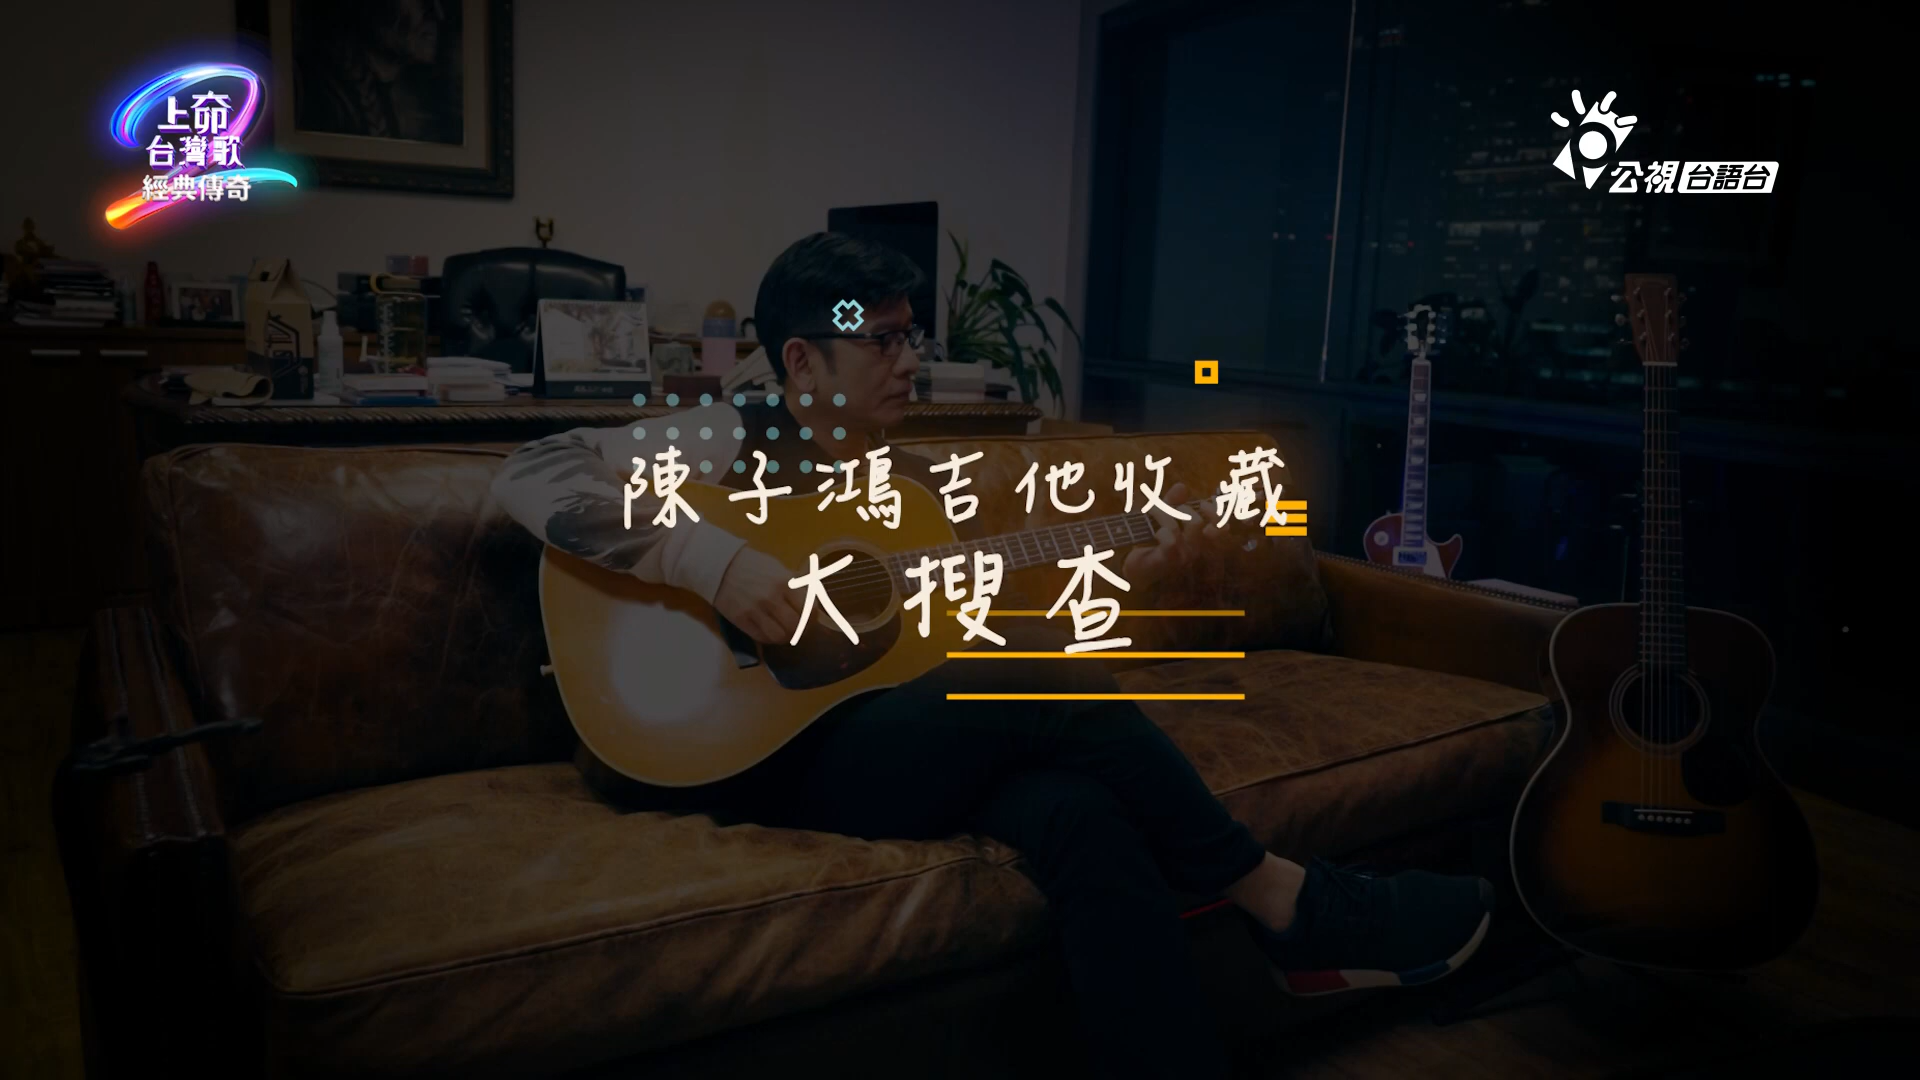 上夯
台灣歌
經典傳奇
公視台語台
陳子鴻吉他收藏
大搜查